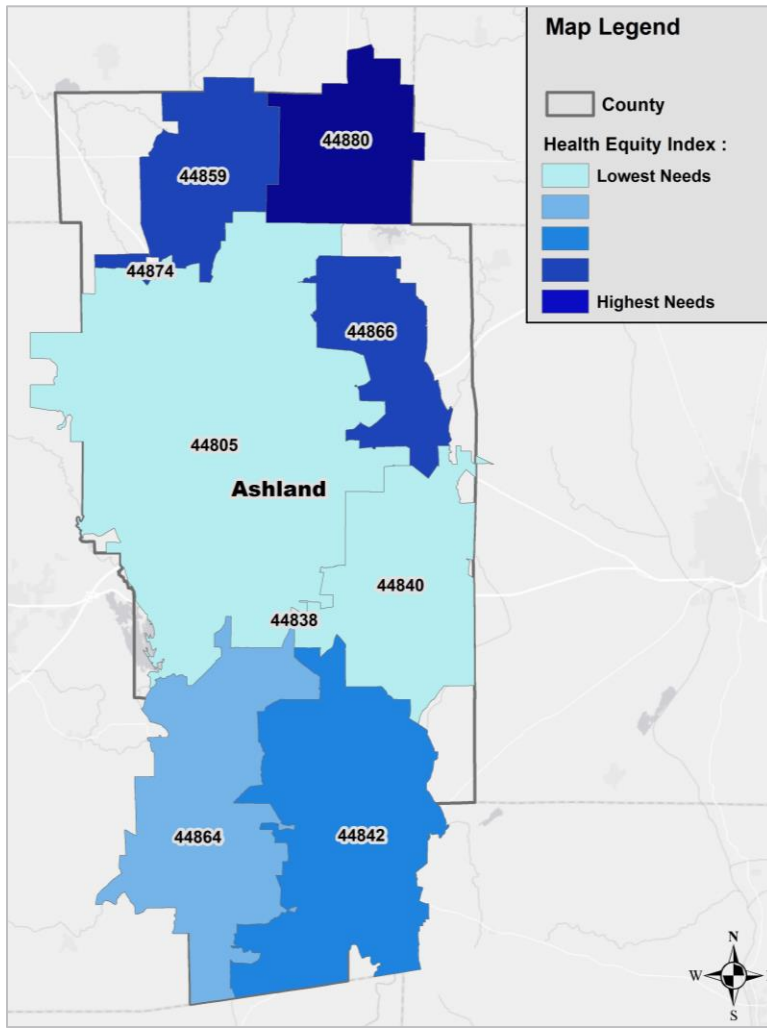 Map Legend
County
Health Equity Index :
Lowest Needs
Highest Needs
44880
44859
44874
44866
44805
Ashland
44840
44838
44864
44842
N
W
S